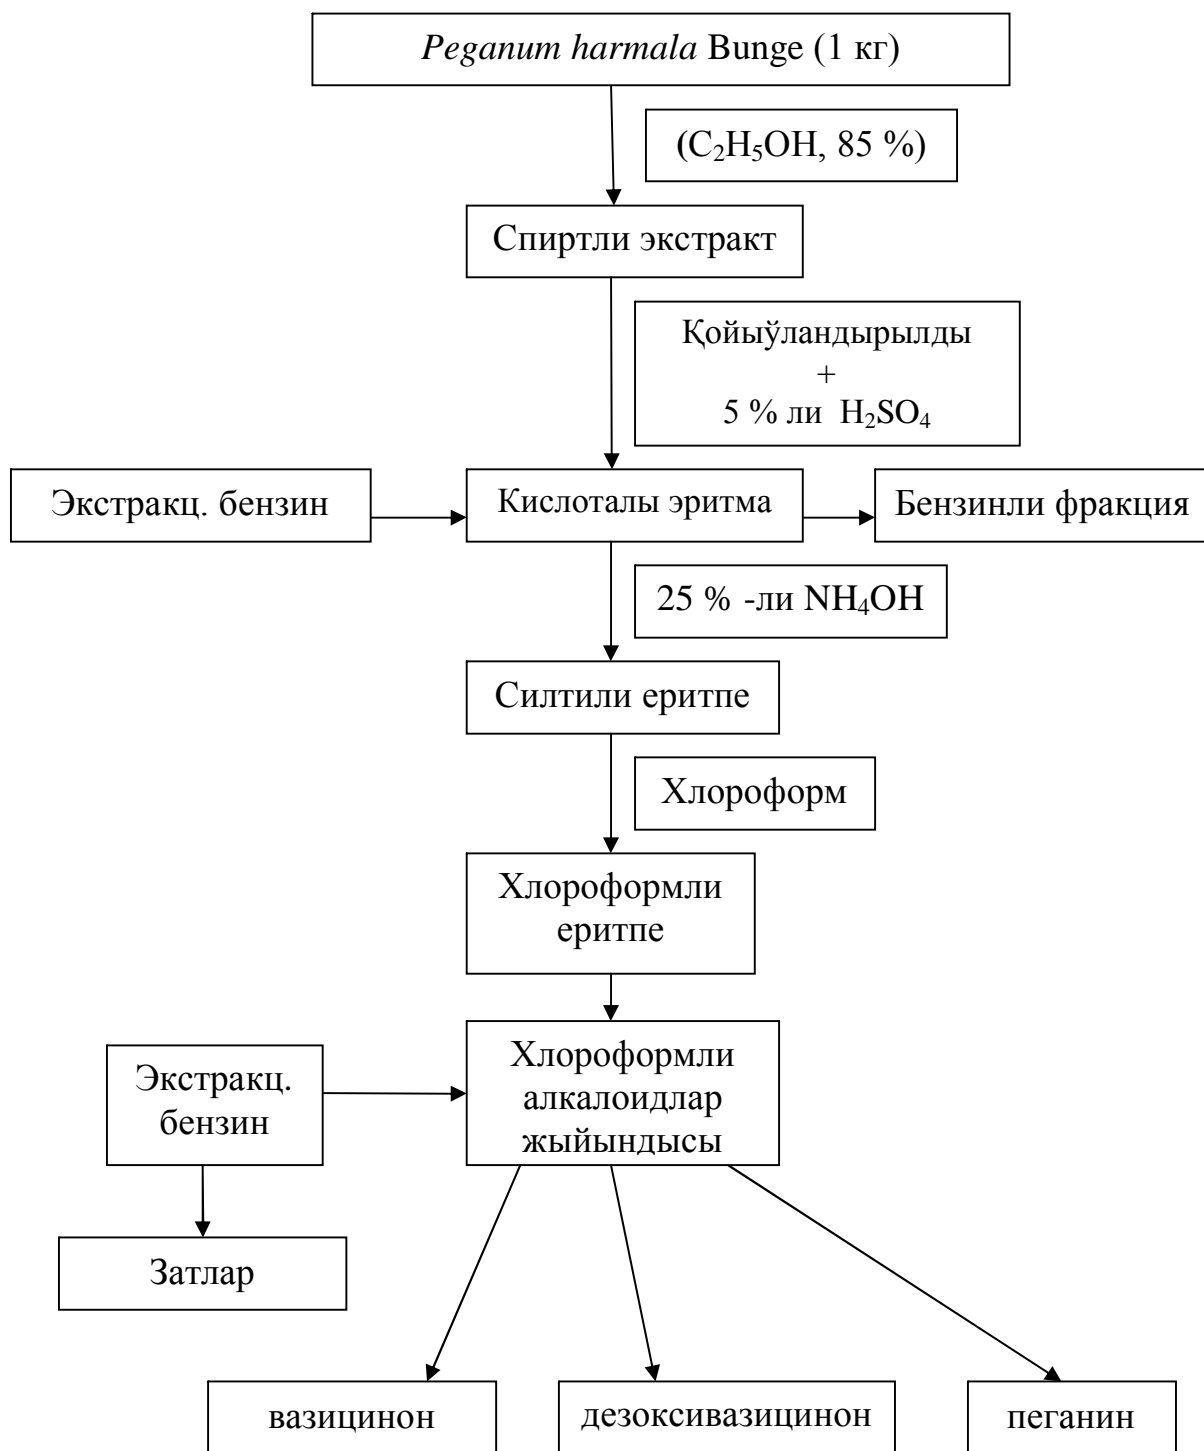 Peganum harmala Bunge (1 кг)
(C₂H₅OH, 85 %)
Спиртли экстракт
Қойыўландырылды
+
5 % ли H₂SO₄
Экстракц. бензин
Кислоталы эритма
Бензинли фракция
25 % -ли NH₄OH
Силтили еритпе
Хлороформ
Хлороформли
еритпе
Экстракц.
бензин
Хлороформли
алкалоидлар
жыйындысы
Затлар
вазицинон
дезоксивазицинон
пеганин